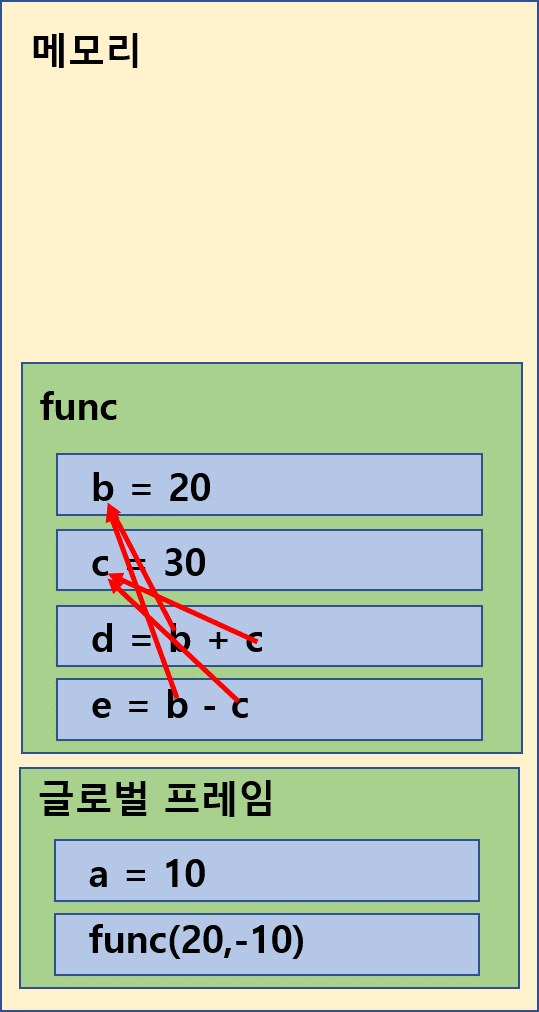 메모리
func
b = 20
c = 30
d = b + c
e = b - c
글로벌 프레임
a = 10
func(20,-10)